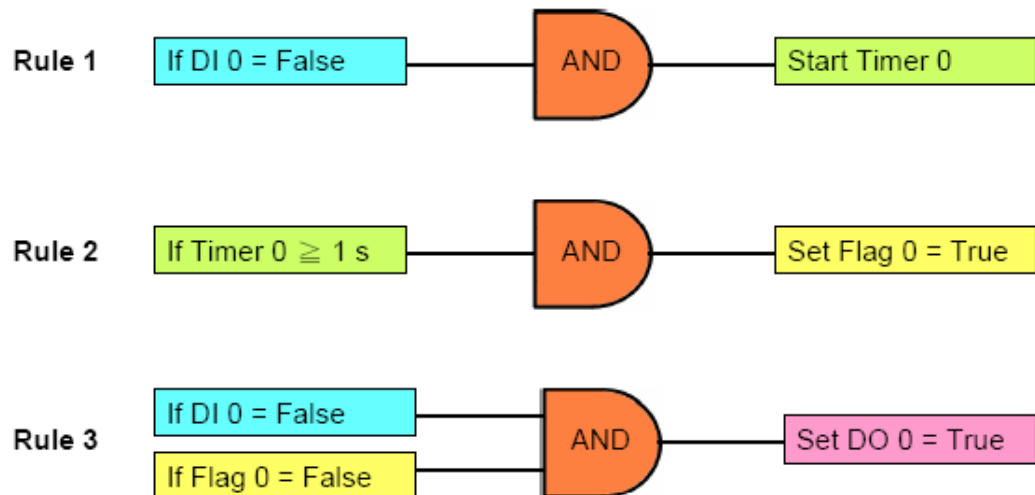 Rule 1
If DI 0 = False
AND
Start Timer 0
Rule 2
If Timer 0 ≧ 1 s
AND
Set Flag 0 = True
Rule 3
If DI 0 = False
If Flag 0 = False
AND
Set DO 0 = True